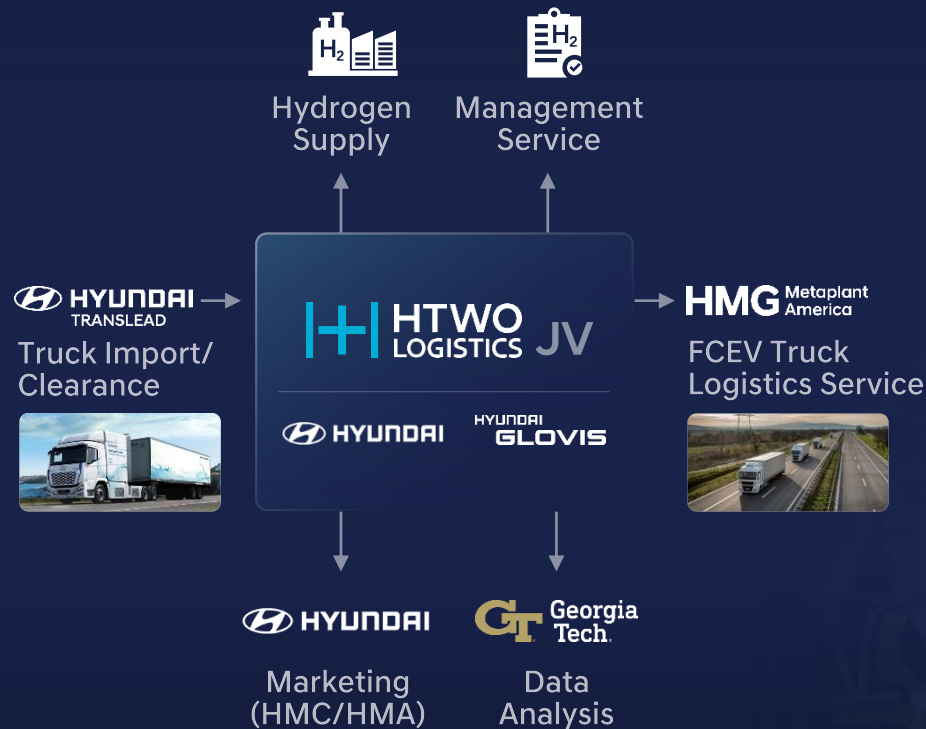 H2
H2
Hydrogen
Supply
Management
Service
HYUNDAI
TRANSLEAD
Truck Import/
Clearance
HTWO
LOGISTICS JV
HYUNDAI
HYUNDAI
GLOVIS
HMG Metaplant
America
FCEV Truck
Logistics Service
HYUNDAI
Marketing
(HMC/HMA)
GT Georgia
Tech.
Data
Analysis